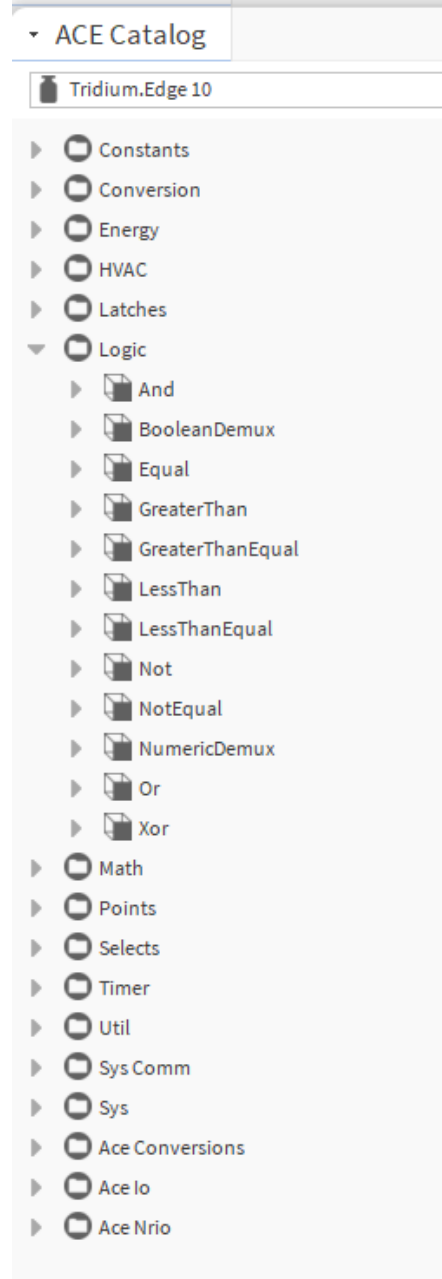 ACE Catalog
Tridium.Edge 10
Constants
Conversion
Energy
HVAC
Latches
Logic
And
BooleanDemux
Equal
GreaterThan
GreaterThanEqual
LessThan
LessThanEqual
Not
NotEqual
NumericDemux
Or
Xor
Math
Points
Selects
Timer
Util
Sys Comm
Sys
Ace Conversions
Ace Io
Ace Nrio